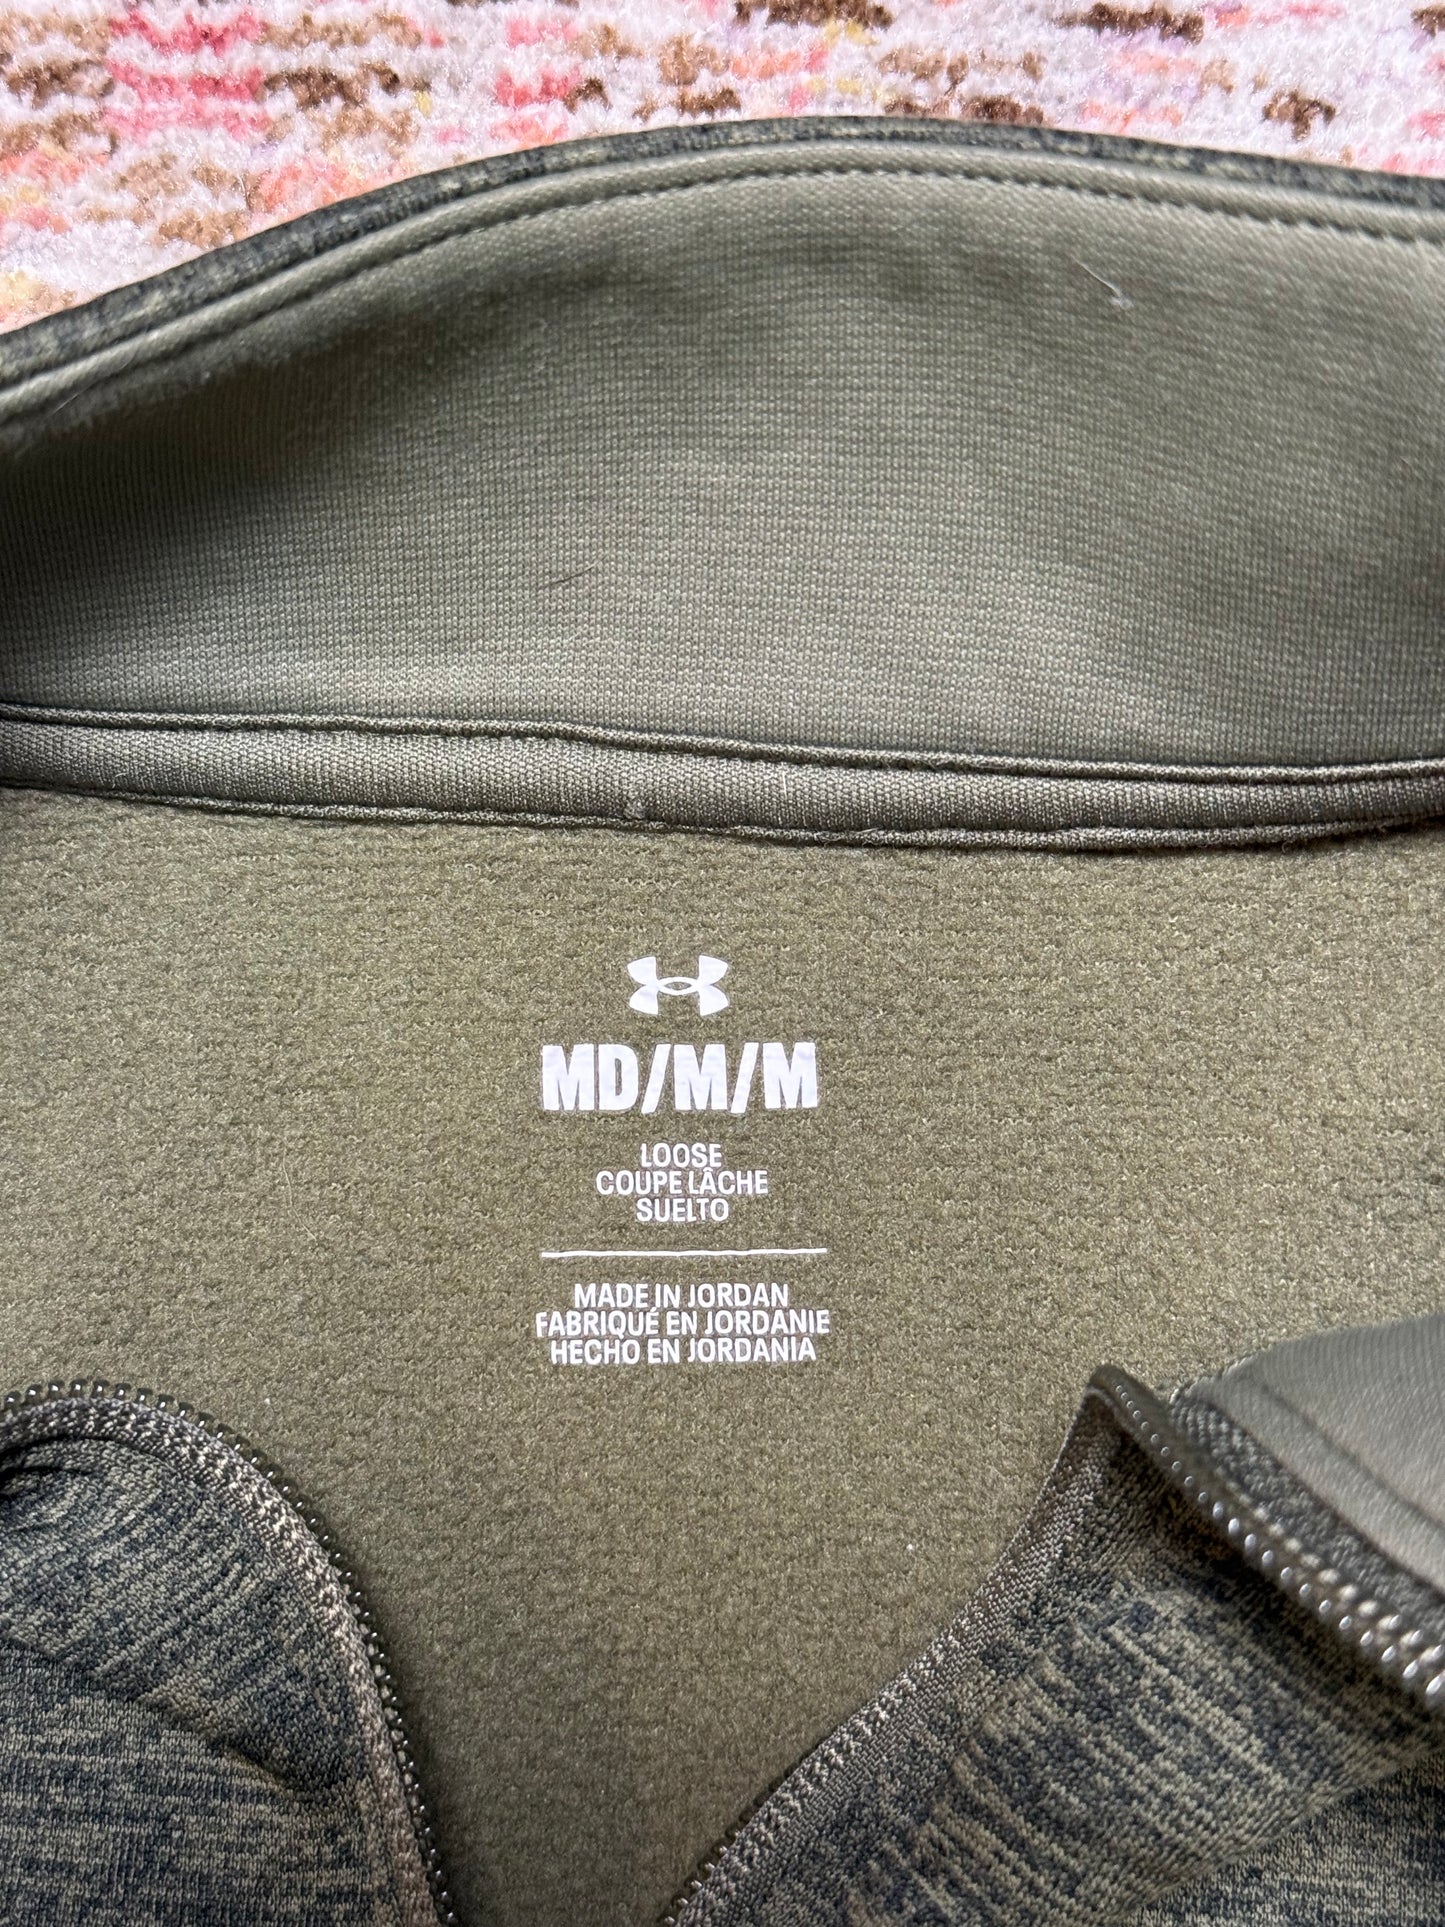 MD/M/M
LOOSE
COUPE LÂCHE
SUELTO
MADE IN JORDAN
FABRIQUÉ EN JORDANIE
HECHO EN JORDANIA